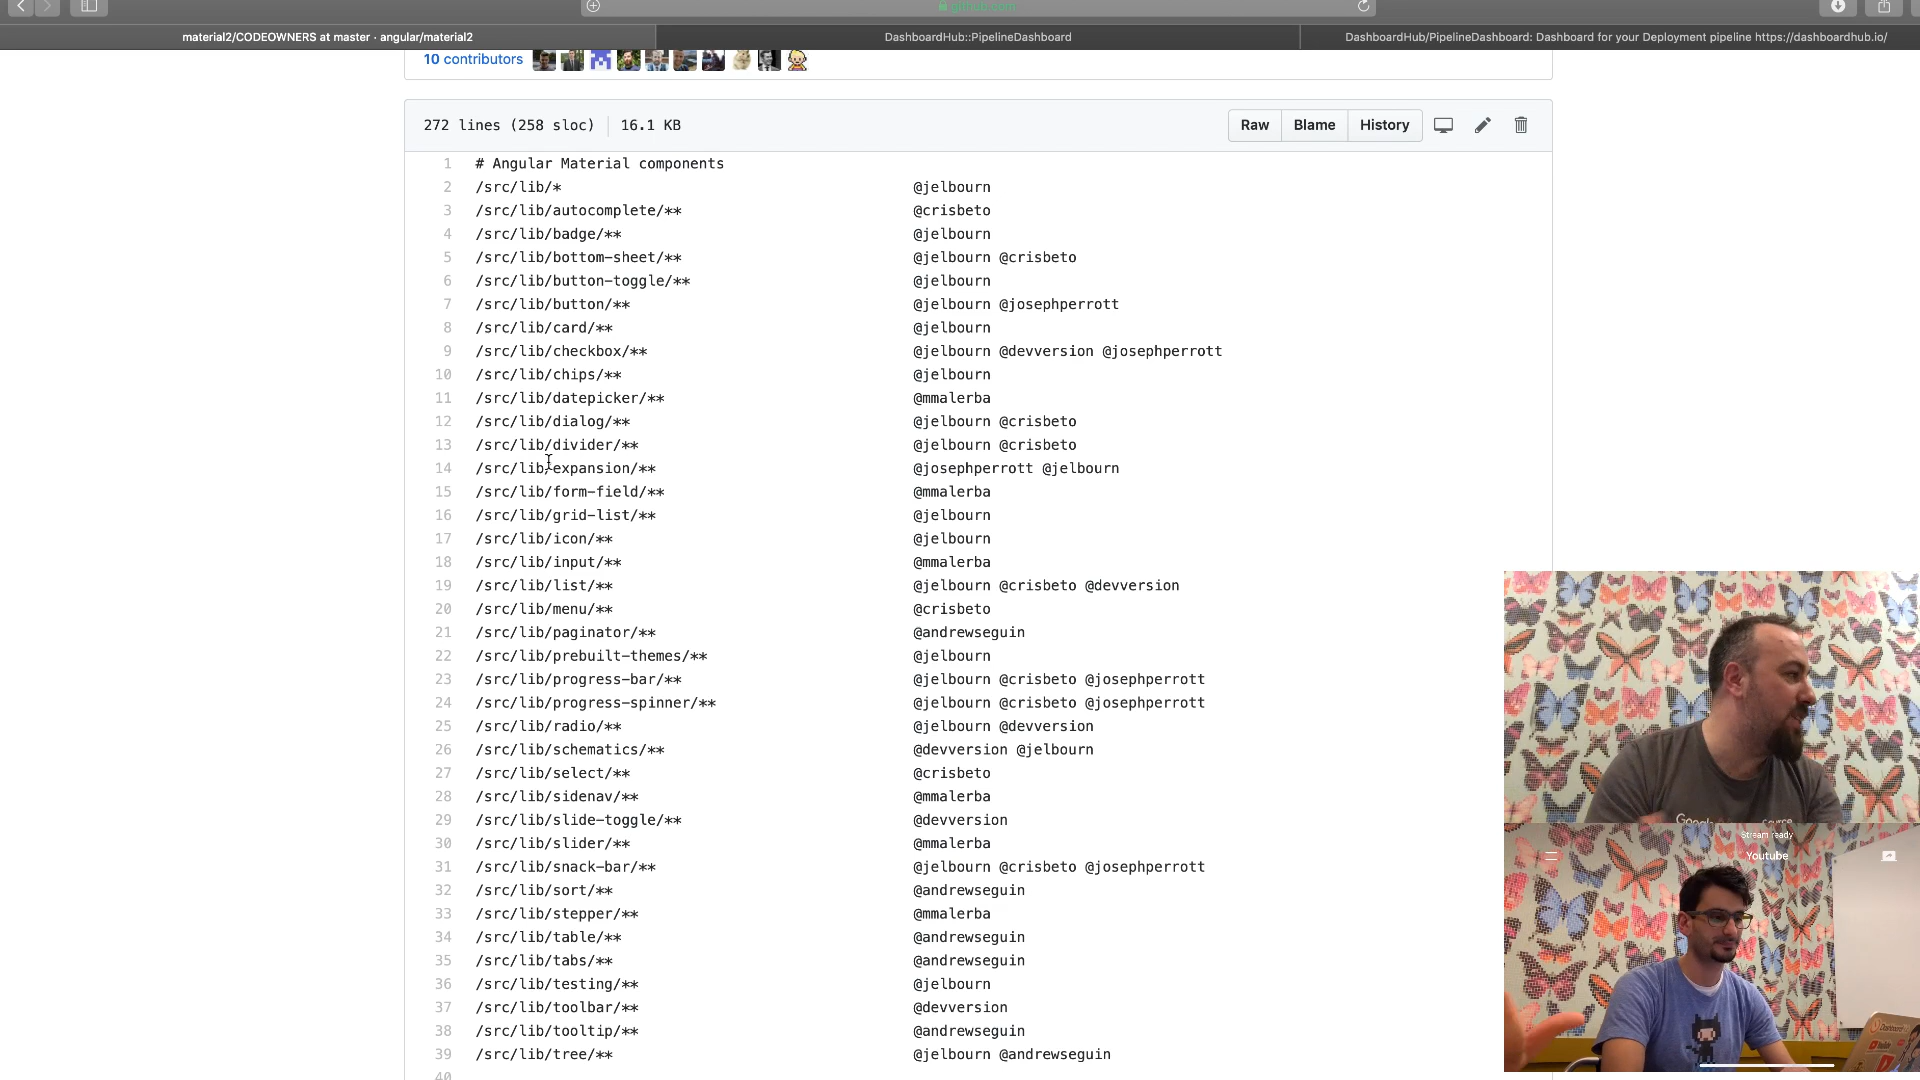 github.com
material2/CODEOWNERS at master · angular/material2
DashboardHub::PipelineDashboard
DashboardHub/PipelineDashboard: Dashboard for your Deployment pipeline https://dashboardhub.io/
10 contributors
272 lines (258 sloc) 16.1 KB
Raw Blame History
1 # Angular Material components
2 /src/lib/* @jelbourn
3 /src/lib/autocomplete/** @crisbeto
4 /src/lib/badge/** @jelbourn
5 /src/lib/bottom-sheet/** @jelbourn @crisbeto
6 /src/lib/button-toggle/** @jelbourn
7 /src/lib/button/** @jelbourn @josephperrott
8 /src/lib/card/** @jelbourn
9 /src/lib/checkbox/** @jelbourn @devversion @josephperrott
10 /src/lib/chips/** @jelbourn
11 /src/lib/datepicker/** @mmalerba
12 /src/lib/dialog/** @jelbourn @crisbeto
13 /src/lib/divider/** @jelbourn @crisbeto
14 /src/lib/expansion/** @josephperrott @jelbourn
15 /src/lib/form-field/** @mmalerba
16 /src/lib/grid-list/** @jelbourn
17 /src/lib/icon/** @jelbourn
18 /src/lib/input/** @mmalerba
19 /src/lib/list/** @jelbourn @crisbeto @devversion
20 /src/lib/menu/** @crisbeto
21 /src/lib/paginator/** @andrewseguin
22 /src/lib/prebuilt-themes/** @jelbourn
23 /src/lib/progress-bar/** @jelbourn @crisbeto @josephperrott
24 /src/lib/progress-spinner/** @jelbourn @crisbeto @josephperrott
25 /src/lib/radio/** @jelbourn @devversion
26 /src/lib/schematics/** @devversion @jelbourn
27 /src/lib/select/** @crisbeto
28 /src/lib/sidenav/** @mmalerba
29 /src/lib/slide-toggle/** @devversion
30 /src/lib/slider/** @mmalerba
31 /src/lib/snack-bar/** @jelbourn @crisbeto @josephperrott
32 /src/lib/sort/** @andrewseguin
33 /src/lib/stepper/** @mmalerba
34 /src/lib/table/** @andrewseguin
35 /src/lib/tabs/** @andrewseguin
36 /src/lib/testing/** @jelbourn
37 /src/lib/toolbar/** @devversion
38 /src/lib/tooltip/** @andrewseguin
39 /src/lib/tree/** @jelbourn @andrewseguin
40
Stream ready
Youtube